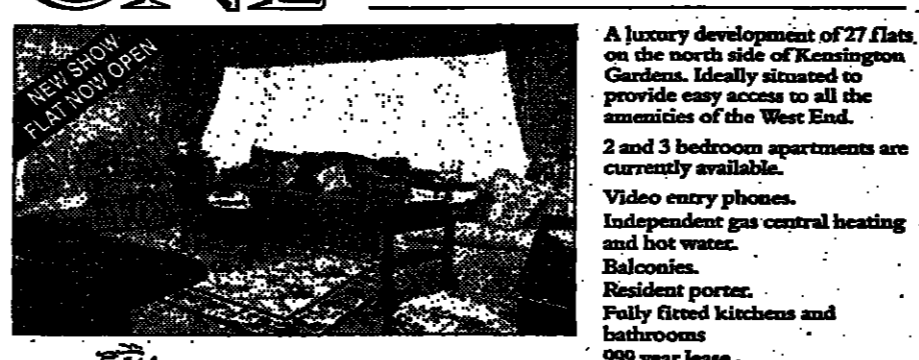 NEW SHOW
FLAT NOW OPEN
A luxury development of 27 flats
on the north side of Kensington
Gardens. Ideally situated to
provide easy access to all the
amenities of the West End.
2 and 3 bedroom apartments are
currently available.
Video entry phones.
Independent gas central heating
and hot water.
Balconies.
Resident porter.
Fully fitted kitchens and
bathrooms
999 year lease.